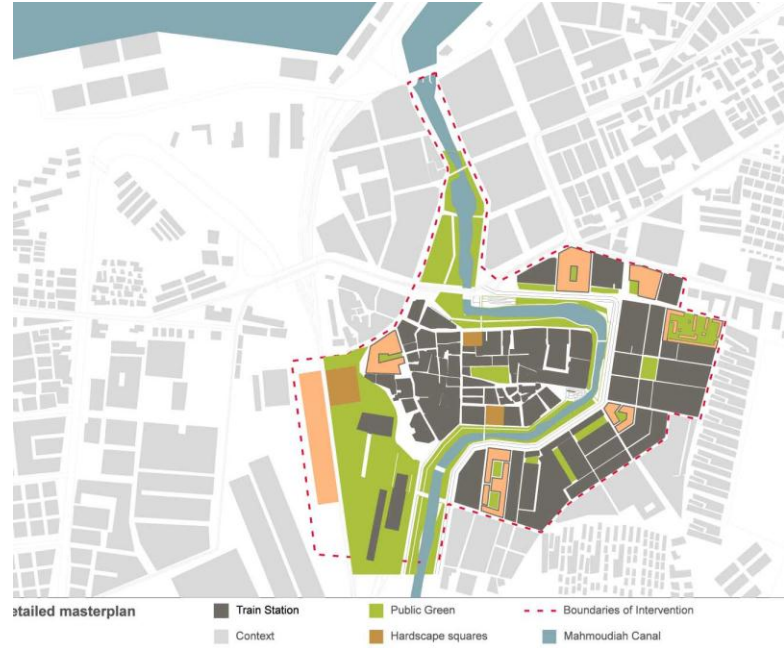 etailed masterplan
Train Station
Public Green
Boundaries of Intervention
Context
Hardscape squares
Mahmoudiah Canal